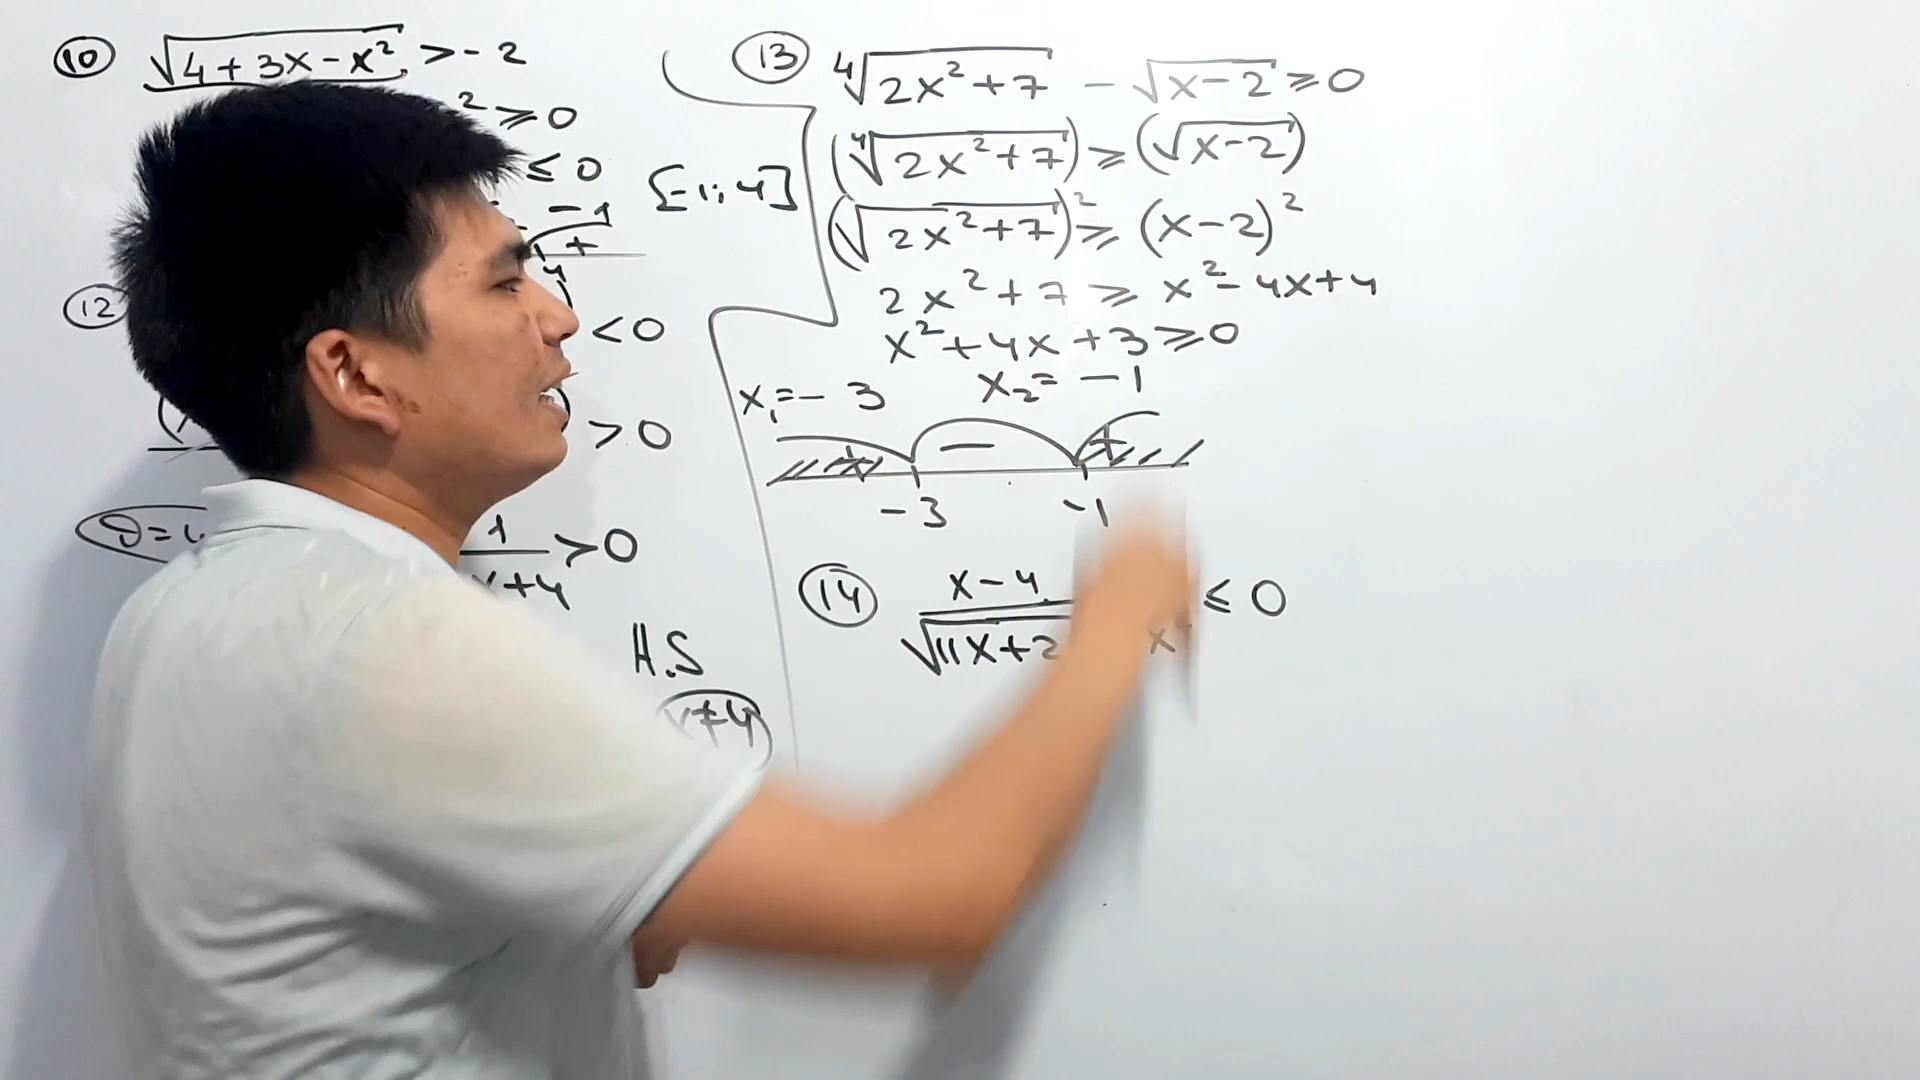 10 √4+3x-x² > -2
² ≥ 0
≤ 0
[-1; 4]
-1
+
4
12 < 0
> 0
D=
1
x+4 > 0
H.S
x≠4
13 ⁴√2x²+7 - √x-2 ≥ 0
(⁴√2x²+7) ≥ (√x-2)
(√2x²+7)² ≥ (x-2)²
2x²+7 ≥ x²-4x+4
x²+4x+3 ≥ 0
x₁=-3 x₂=-1
+ - +
-3 -1
14 x-4
√11x+2 x ≤ 0